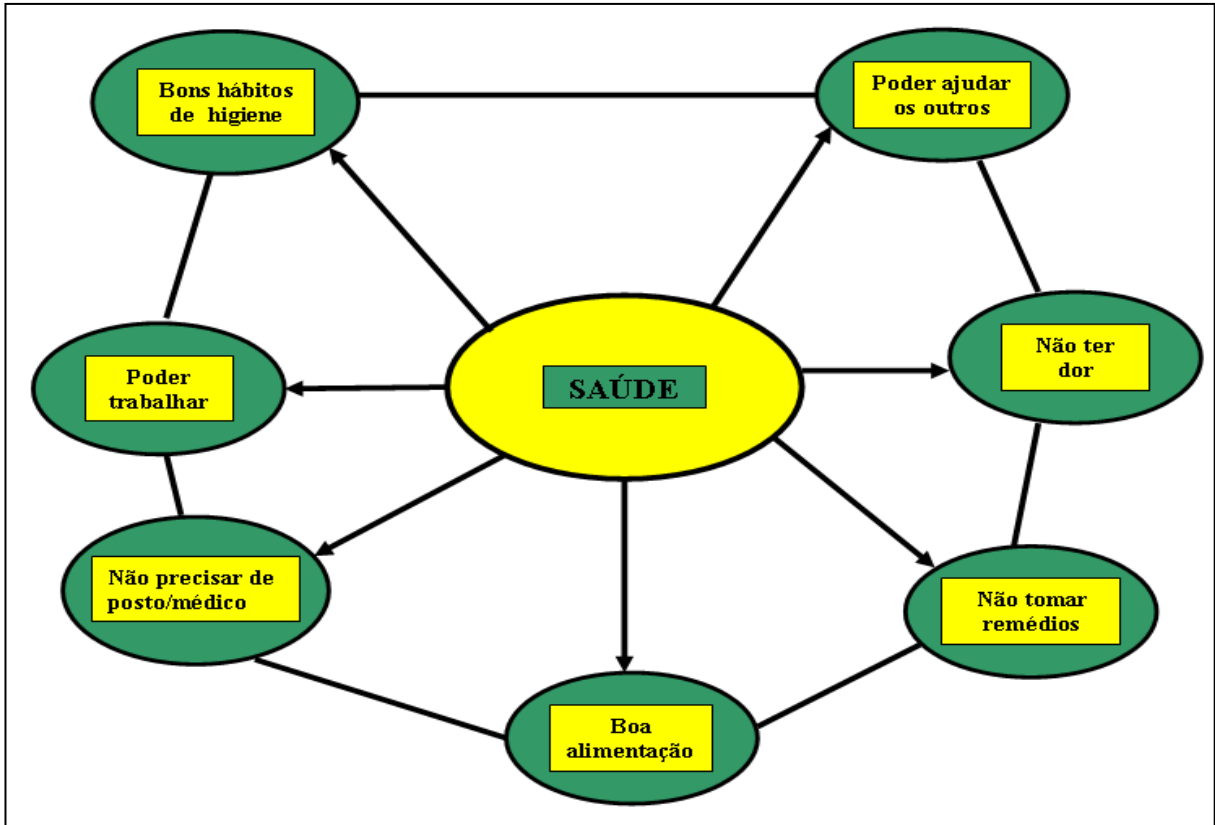 Bons hábitos
de higiene
Poder ajudar
os outros
Poder
trabalhar
SAÚDE
Não ter
dor
Não precisar de
posto/médico
Não tomar
remédios
Boa
alimentação